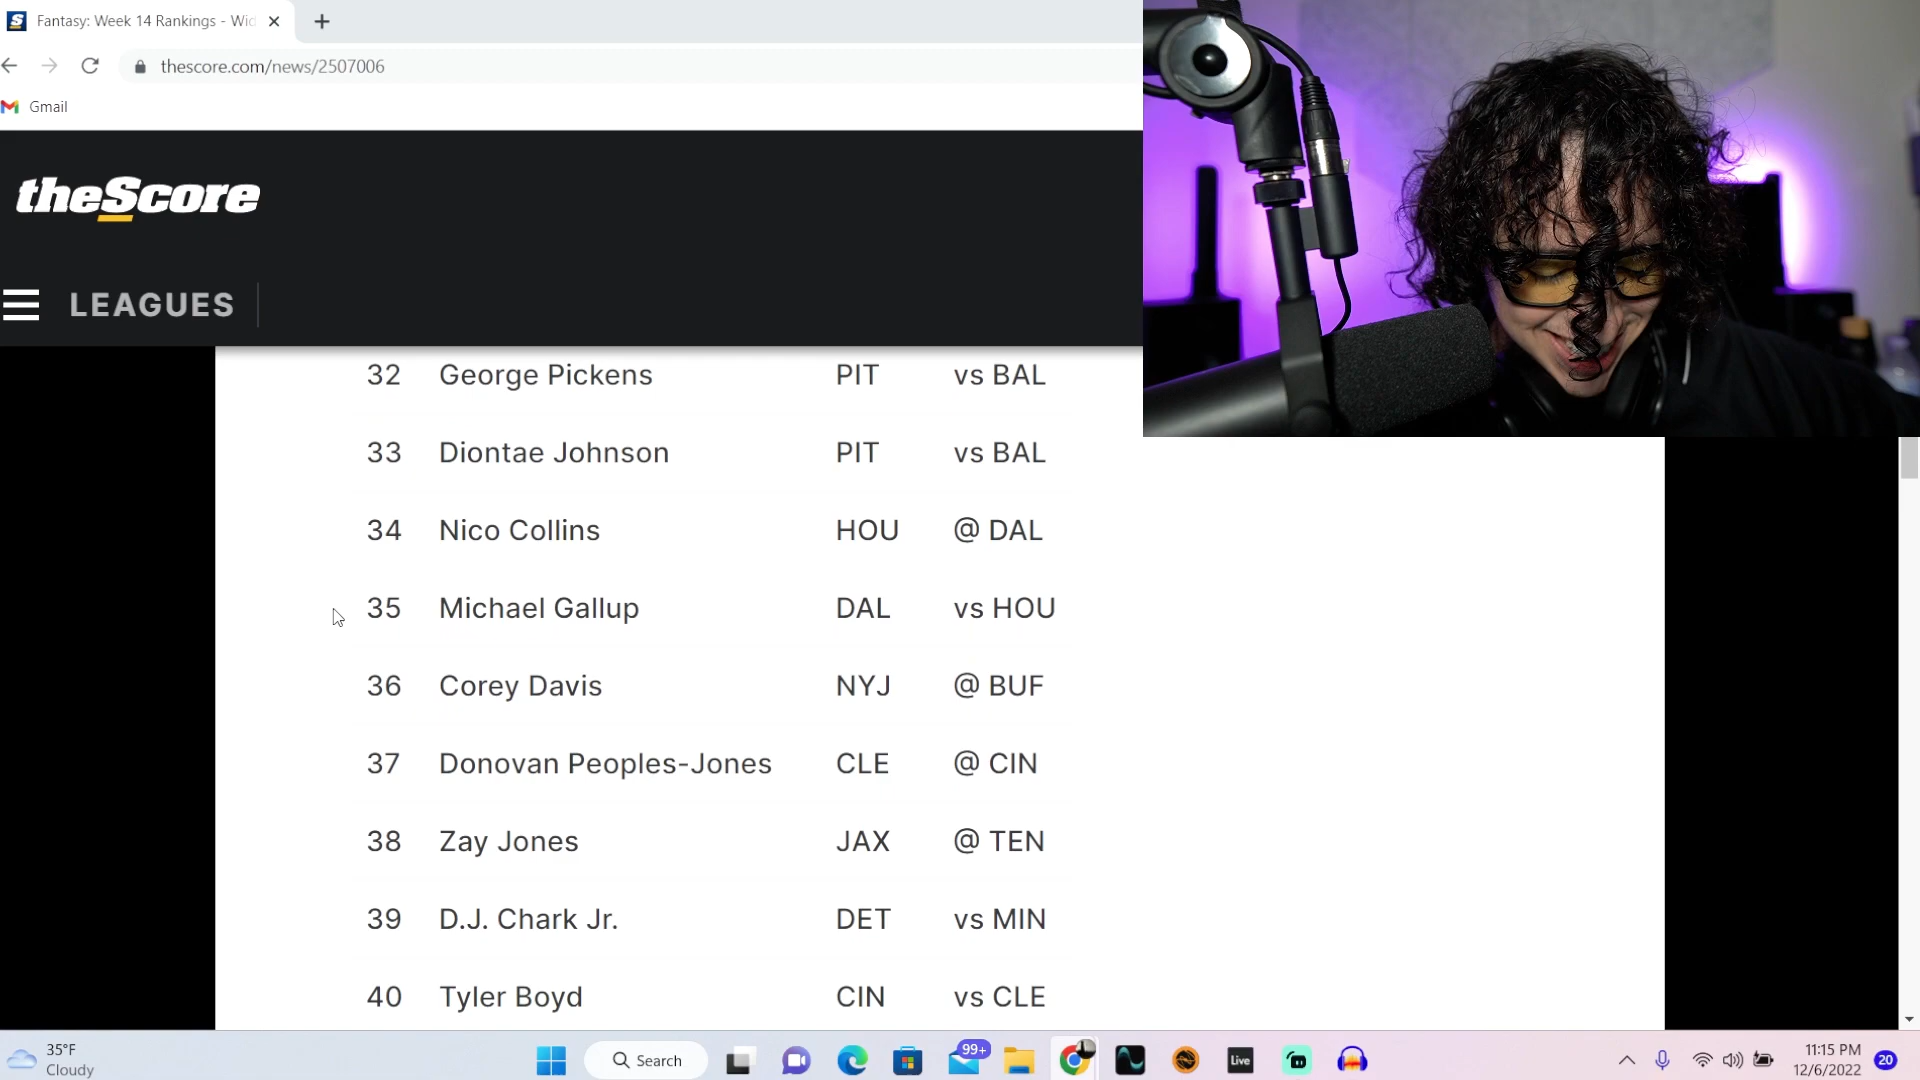 Fantasy: Week 14 Rankings - Wid
thescore.com/news/2507006
Gmail
theScore
LEAGUES
32 George Pickens PIT vs BAL
33 Diontae Johnson PIT vs BAL
34 Nico Collins HOU @ DAL
35 Michael Gallup DAL vs HOU
36 Corey Davis NYJ @ BUF
37 Donovan Peoples-Jones CLE @ CIN
38 Zay Jones JAX @ TEN
39 D.J. Chark Jr. DET vs MIN
40 Tyler Boyd CIN vs CLE
35°F
Cloudy
Search
99+
Live
11:15 PM
12/6/2022
20